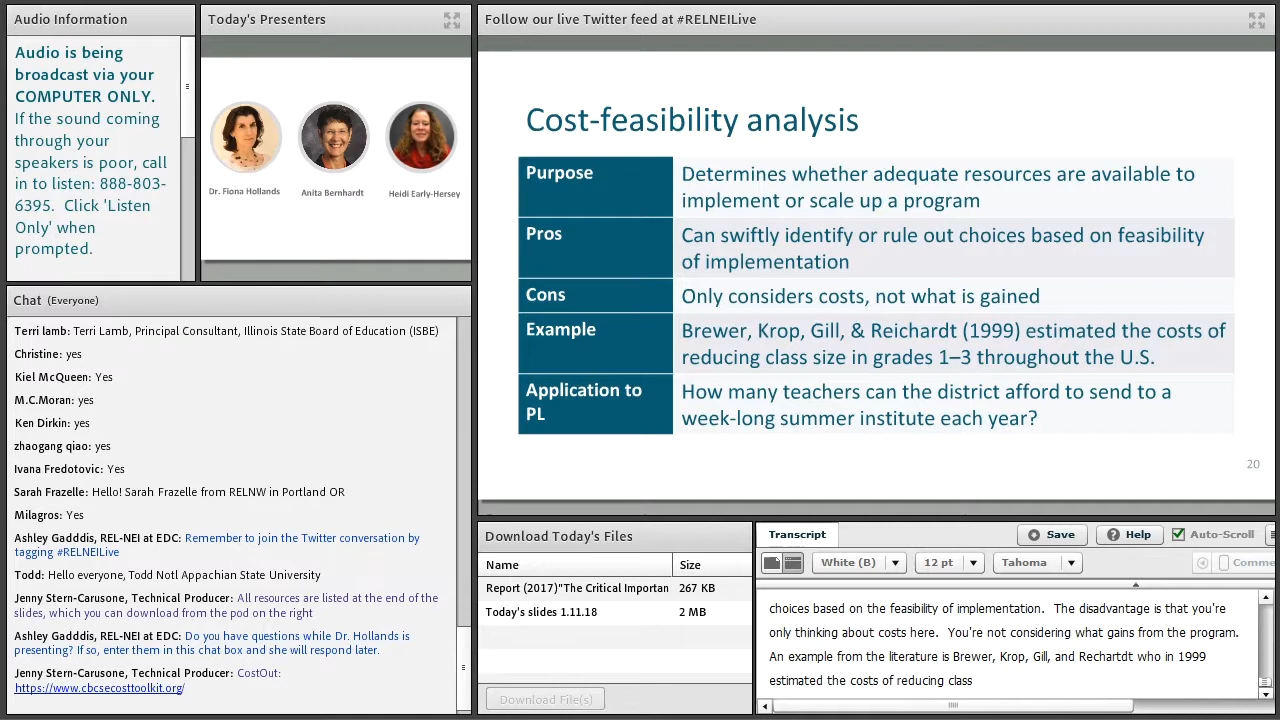 Audio Information
Audio is being
broadcast via your
COMPUTER ONLY.
If the sound coming
through your
speakers is poor, call
in to listen: 888-803-
6395.  Click 'Listen
Only' when
prompted.
Today's Presenters
Dr. Fiona Hollands
Anita Bernhardt
Heidi Early-Hersey
Chat (Everyone)
Terri lamb: Terri Lamb, Principal Consultant, Illinois State Board of Education (ISBE)
Christine: yes
Kiel McQueen: Yes
M.C.Moran: yes
Ken Dirkin: yes
zhaogang qiao: yes
Ivana Fredotovic: Yes
Sarah Frazelle: Hello! Sarah Frazelle from RELNW in Portland OR
Milagros: Yes
Ashley Gadddis, REL-NEI at EDC: Remember to join the Twitter conversation by
tagging #RELNEILive
Todd: Hello everyone, Todd Notl Appachian State University
Jenny Stern-Carusone, Technical Producer: All resources are listed at the end of the
slides, which you can download from the pod on the right
Ashley Gadddis, REL-NEI at EDC: Do you have questions while Dr. Hollands is
presenting? If so, enter them in this chat box and she will respond later.
Jenny Stern-Carusone, Technical Producer: CostOut:
https://www.cbcsecosttoolkit.org/
Follow our live Twitter feed at #RELNEILive
Cost-feasibility analysis
Purpose
Determines whether adequate resources are available to
implement or scale up a program
Pros
Can swiftly identify or rule out choices based on feasibility
of implementation
Cons
Only considers costs, not what is gained
Example
Brewer, Krop, Gill, & Reichardt (1999) estimated the costs of
reducing class size in grades 1–3 throughout the U.S.
Application to
PL
How many teachers can the district afford to send to a
week-long summer institute each year?
20
Download Today's Files
Name
Size
Report (2017)"The Critical Importan
267 KB
Today's slides 1.11.18
2 MB
Download File(s)
Transcript
Save
Help
Auto-Scroll
White (B)
12 pt
Tahoma
Comme
choices based on the feasibility of implementation.  The disadvantage is that you're
only thinking about costs here.  You're not considering what gains from the program.
An example from the literature is Brewer, Krop, Gill, and Rechartdt who in 1999
estimated the costs of reducing class